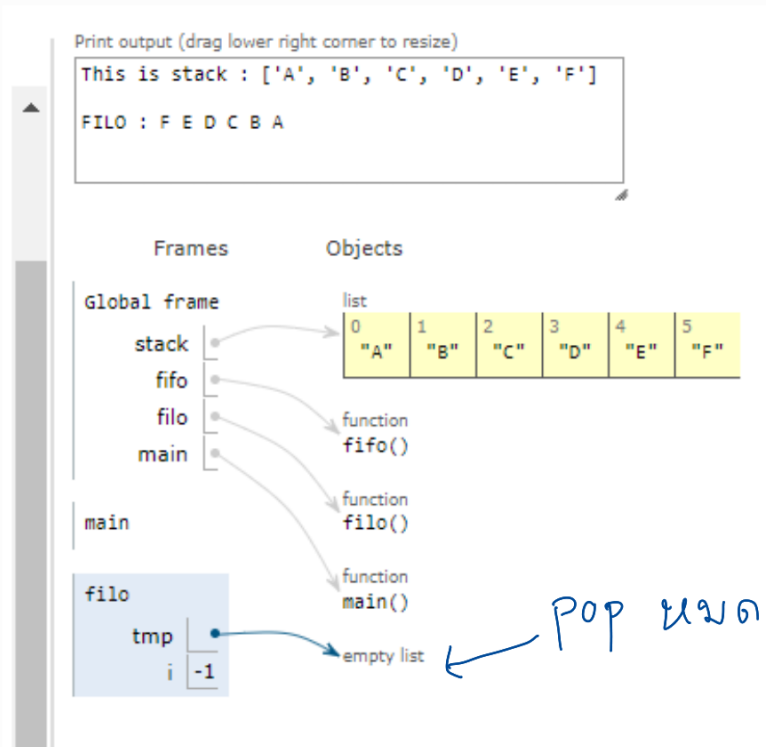 Print output (drag lower right corner to resize)
This is stack : ['A', 'B', 'C', 'D', 'E', 'F']
FILO : F E D C B A
Frames
Objects
Global frame
stack
fifo
filo
main
list
0 1 2 3 4 5
"A" "B" "C" "D" "E" "F"
function
fifo()
function
filo()
function
main()
main
filo
tmp
i -1
empty list
pop หมด